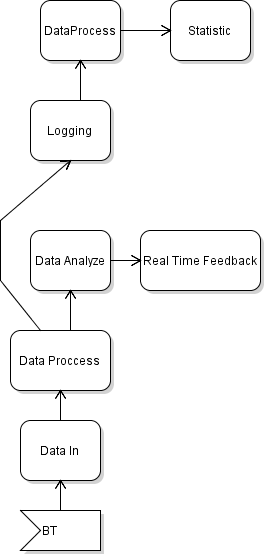 DataProcess
Statistic
Logging
Data Analyze
Real Time Feedback
Data Proccess
Data In
BT